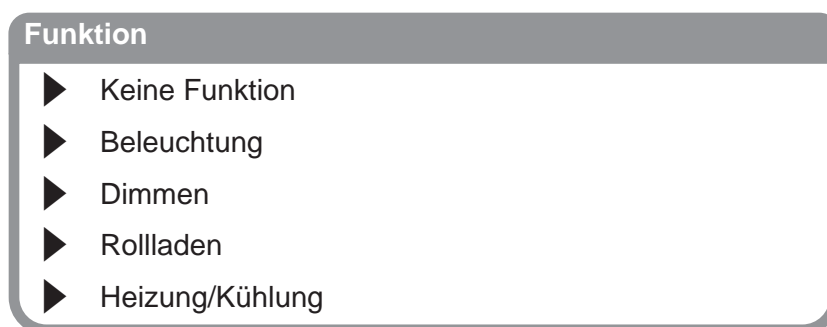 Funktion
Keine Funktion
Beleuchtung
Dimmen
Rollladen
Heizung/Kühlung